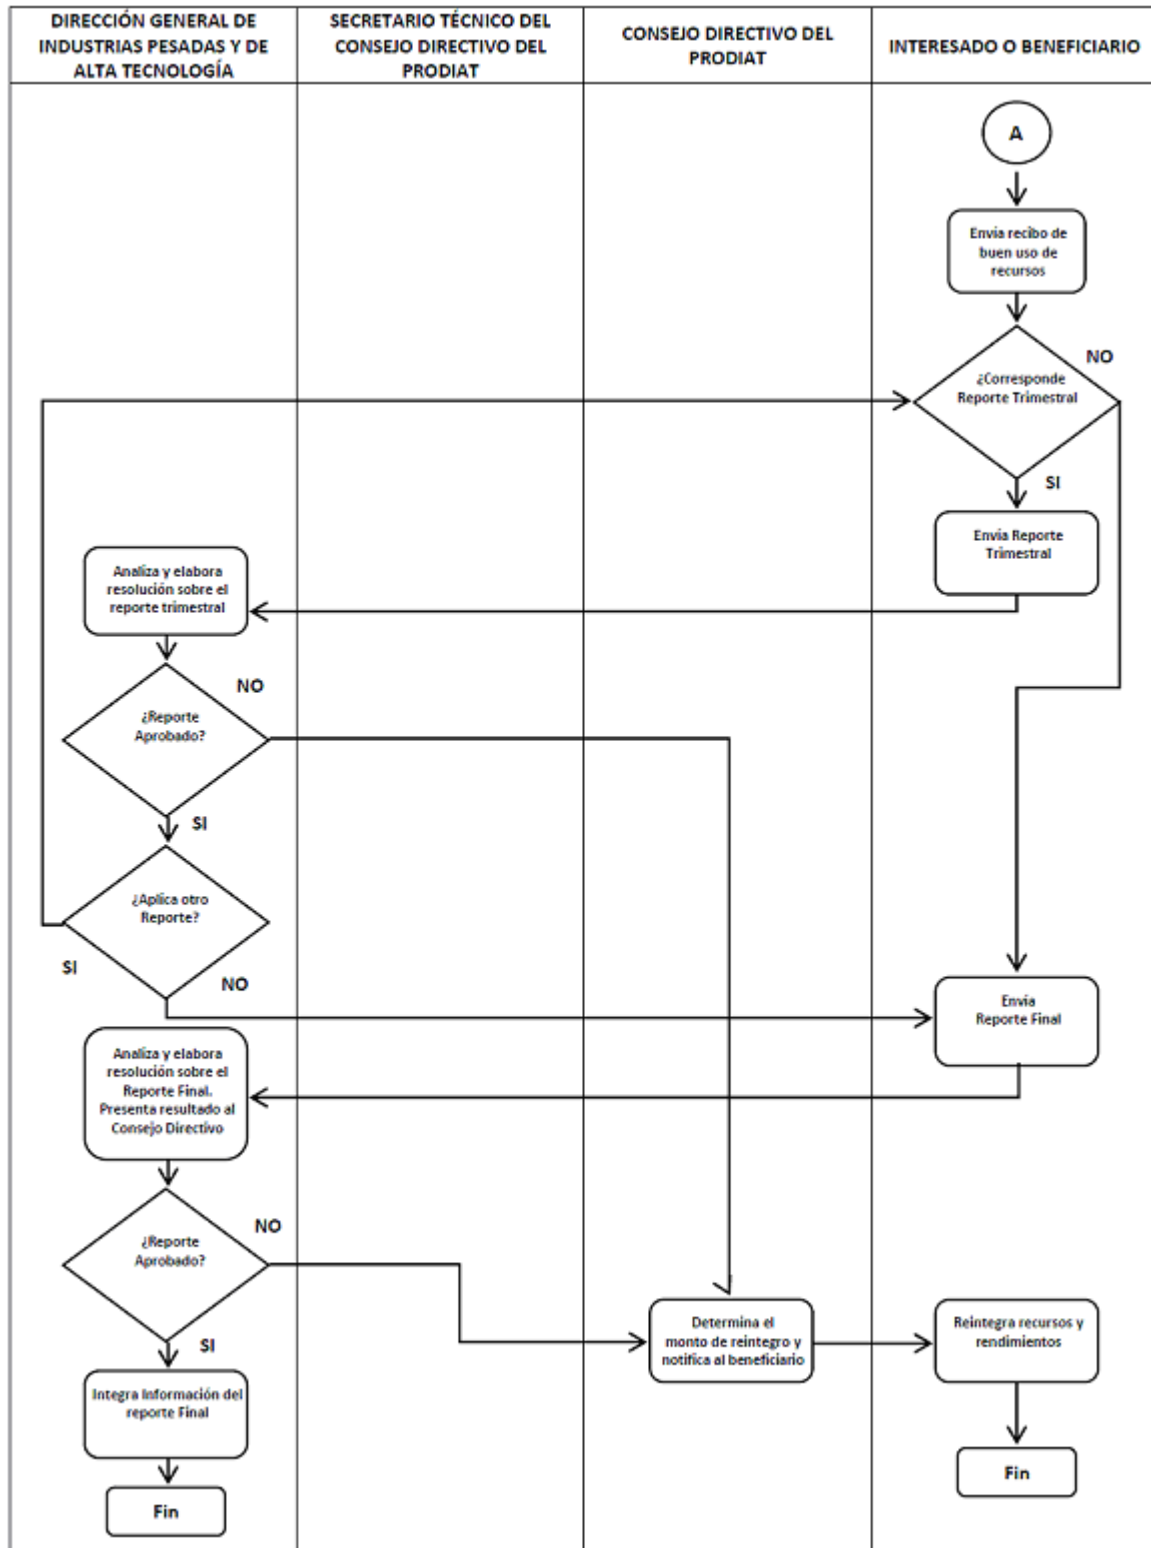 DIRECCIÓN GENERAL DE
INDUSTRIAS PESADAS Y DE
ALTA TECNOLOGÍA
SECRETARIO TÉCNICO DEL
CONSEJO DIRECTIVO DEL
PRODIAT
CONSEJO DIRECTIVO DEL
PRODIAT
INTERESADO O BENEFICIARIO
A
Envía recibo de
buen uso de
recursos
NO
¿Corresponde
Reporte Trimestral
SI
Envía Reporte
Trimestral
Analiza y elabora
resolución sobre el
reporte trimestral
NO
¿Reporte
Aprobado?
SI
¿Aplica otro
Reporte?
SI
NO
Envía
Reporte Final
Analiza y elabora
resolución sobre el
Reporte Final.
Presenta resultado al
Consejo Directivo
NO
¿Reporte
Aprobado?
SI
Determina el
monto de reintegro y
notifica al beneficiario
Reintegra recursos y
rendimientos
Integra Información del
reporte Final
Fin
Fin